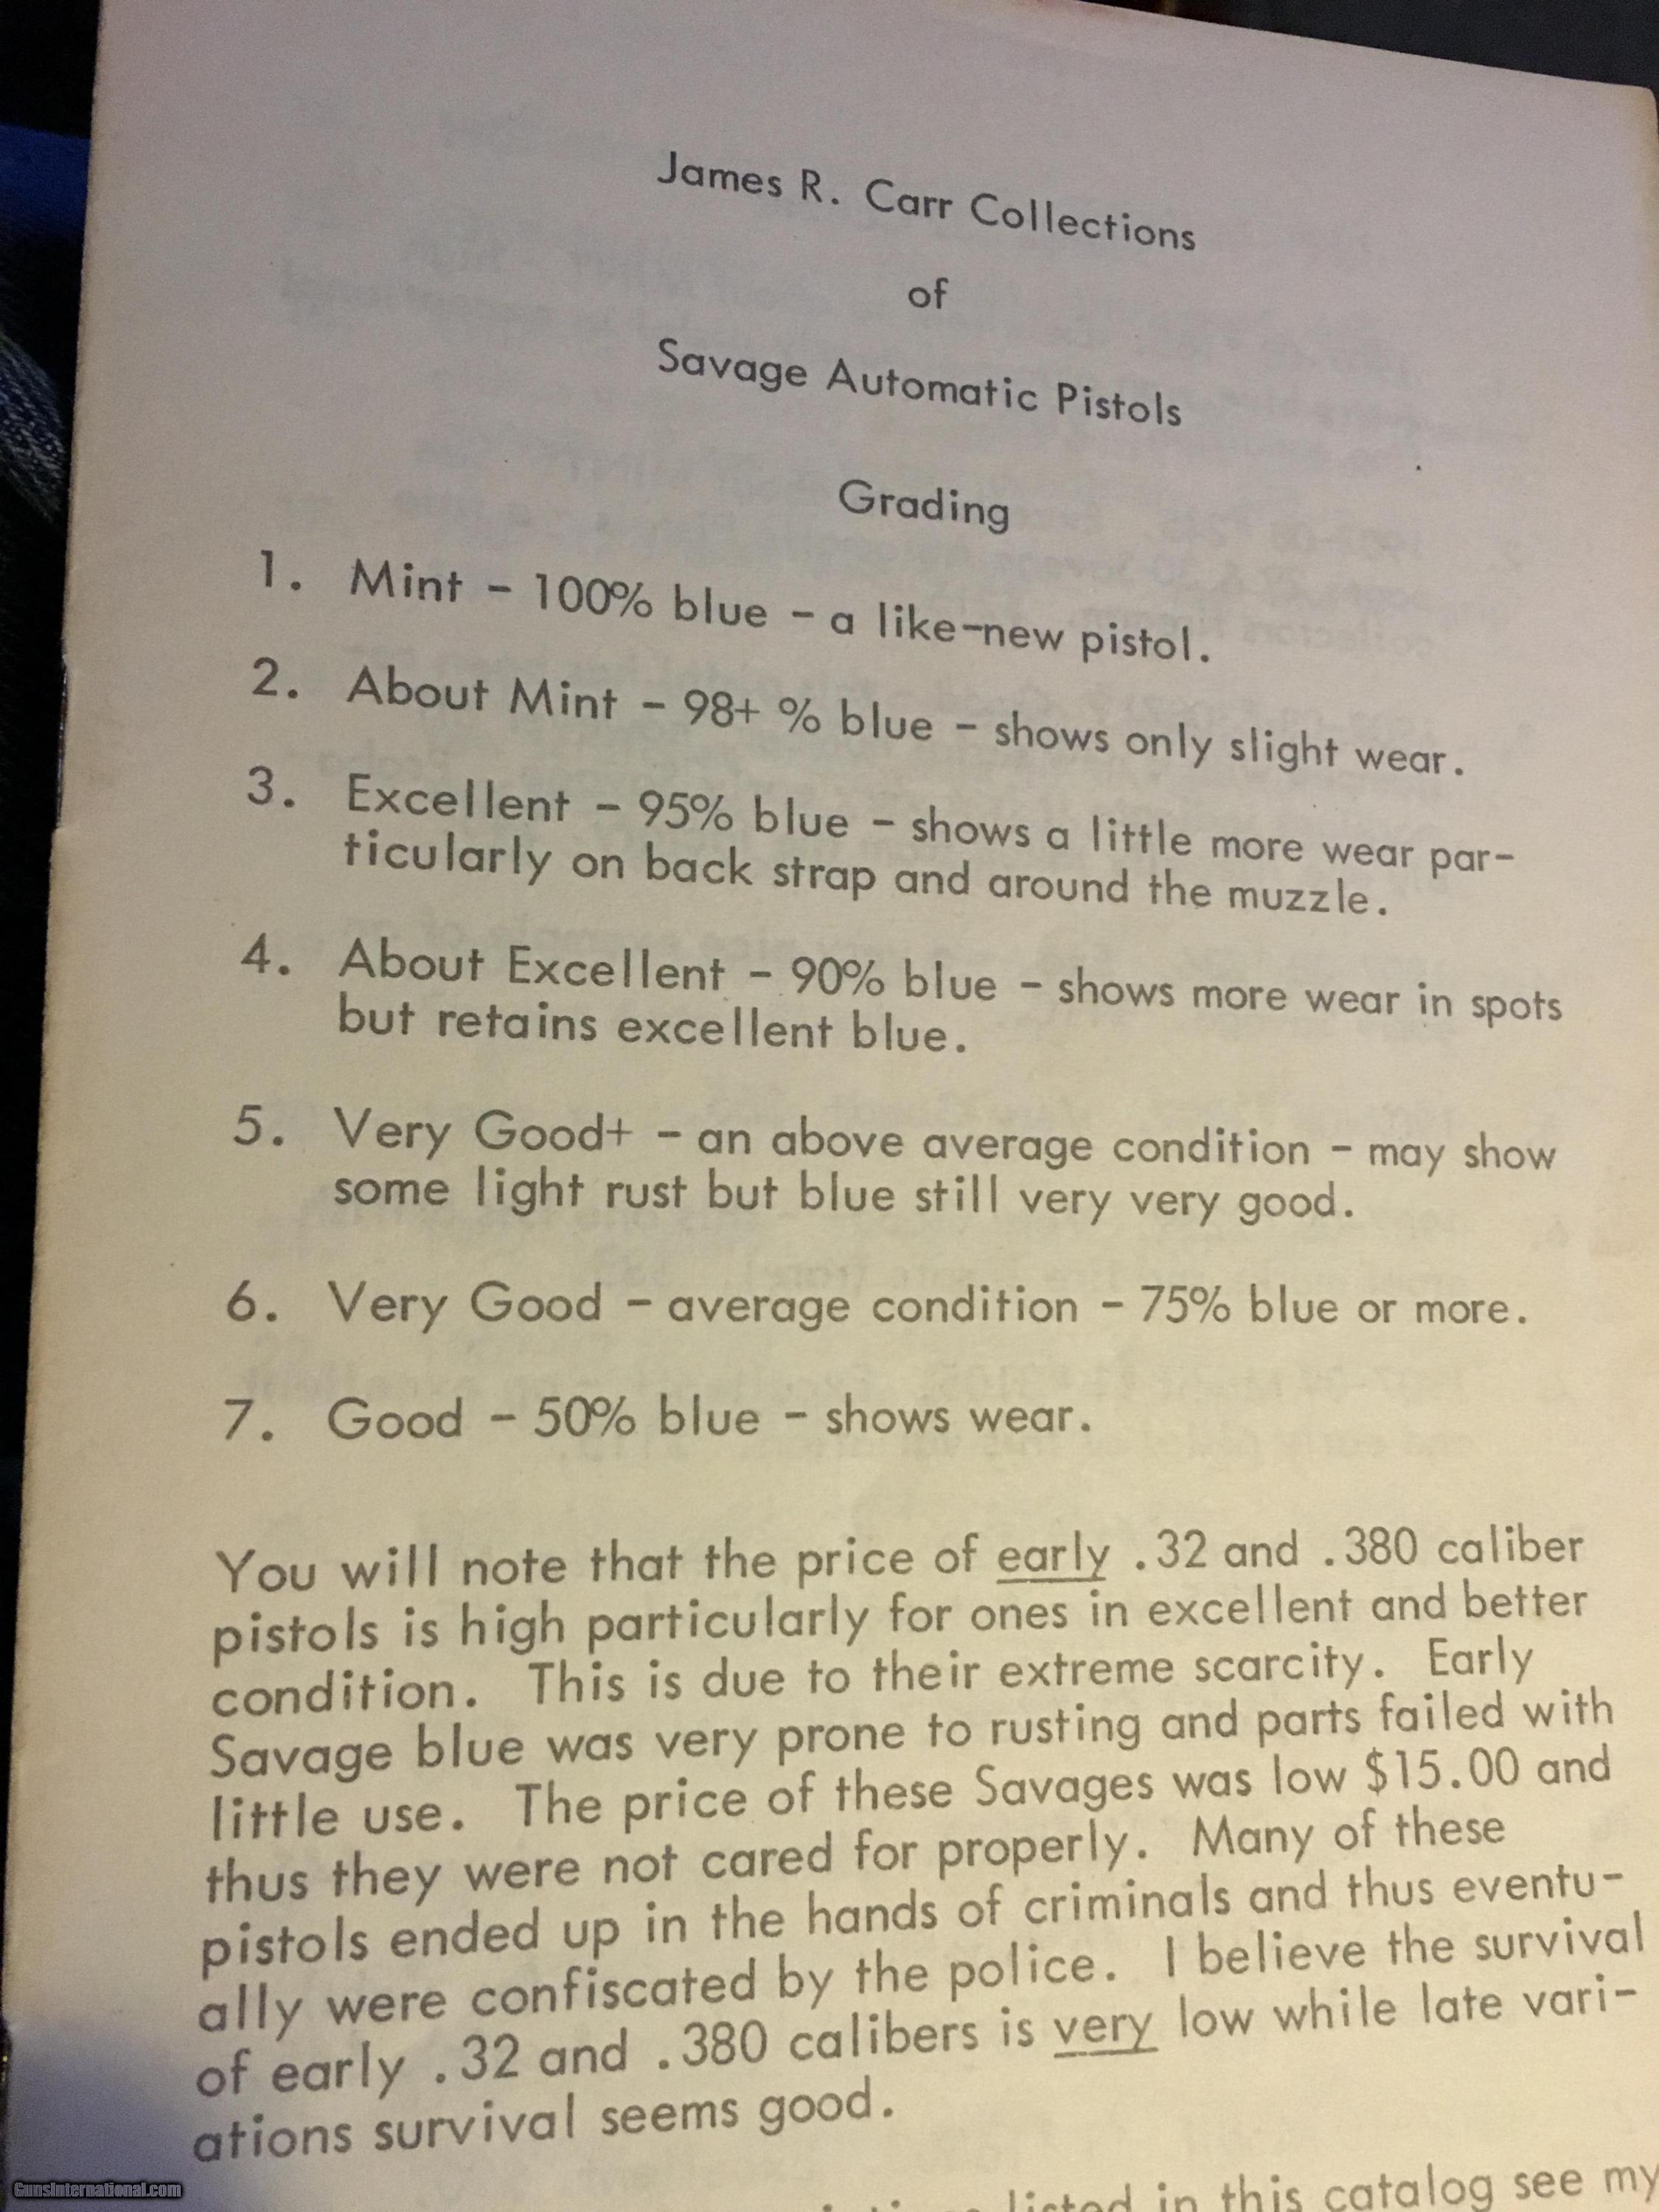 James R. Carr Collections
of
Savage Automatic Pistols
Grading
1. Mint - 100% blue - a like-new pistol.
2. About Mint - 98+ % blue - shows only slight wear.
3. Excellent - 95% blue - shows a little more wear par-
ticularly on back strap and around the muzzle.
4. About Excellent - 90% blue - shows more wear in spots
but retains excellent blue.
5. Very Good+ - an above average condition - may show
some light rust but blue still very very good.
6. Very Good - average condition - 75% blue or more.
7. Good - 50% blue - shows wear.
You will note that the price of early .32 and .380 caliber
pistols is high particularly for ones in excellent and better
condition. This is due to their extreme scarcity. Early
Savage blue was very prone to rusting and parts failed with
little use. The price of these Savages was low $15.00 and
thus they were not cared for properly. Many of these
pistols ended up in the hands of criminals and thus eventu-
ally were confiscated by the police. I believe the survival
of early .32 and .380 calibers is very low while late vari-
ations survival seems good.
listed in this catalog see my
GunsInternational.com